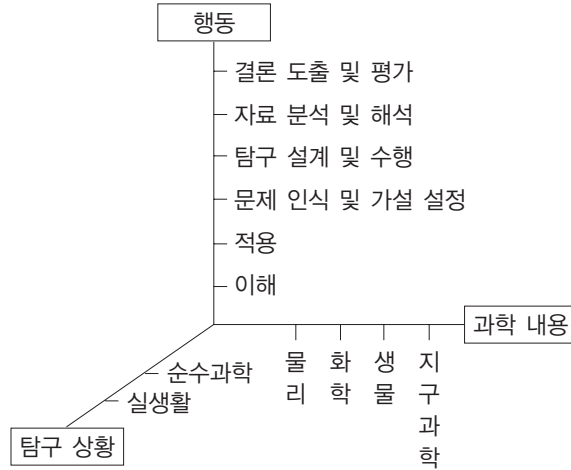 행동
결론 도출 및 평가
자료 분석 및 해석
탐구 설계 및 수행
문제 인식 및 가설 설정
적용
이해
과학 내용
물리
화학
생물
지구과학
순수과학
실생활
탐구 상황